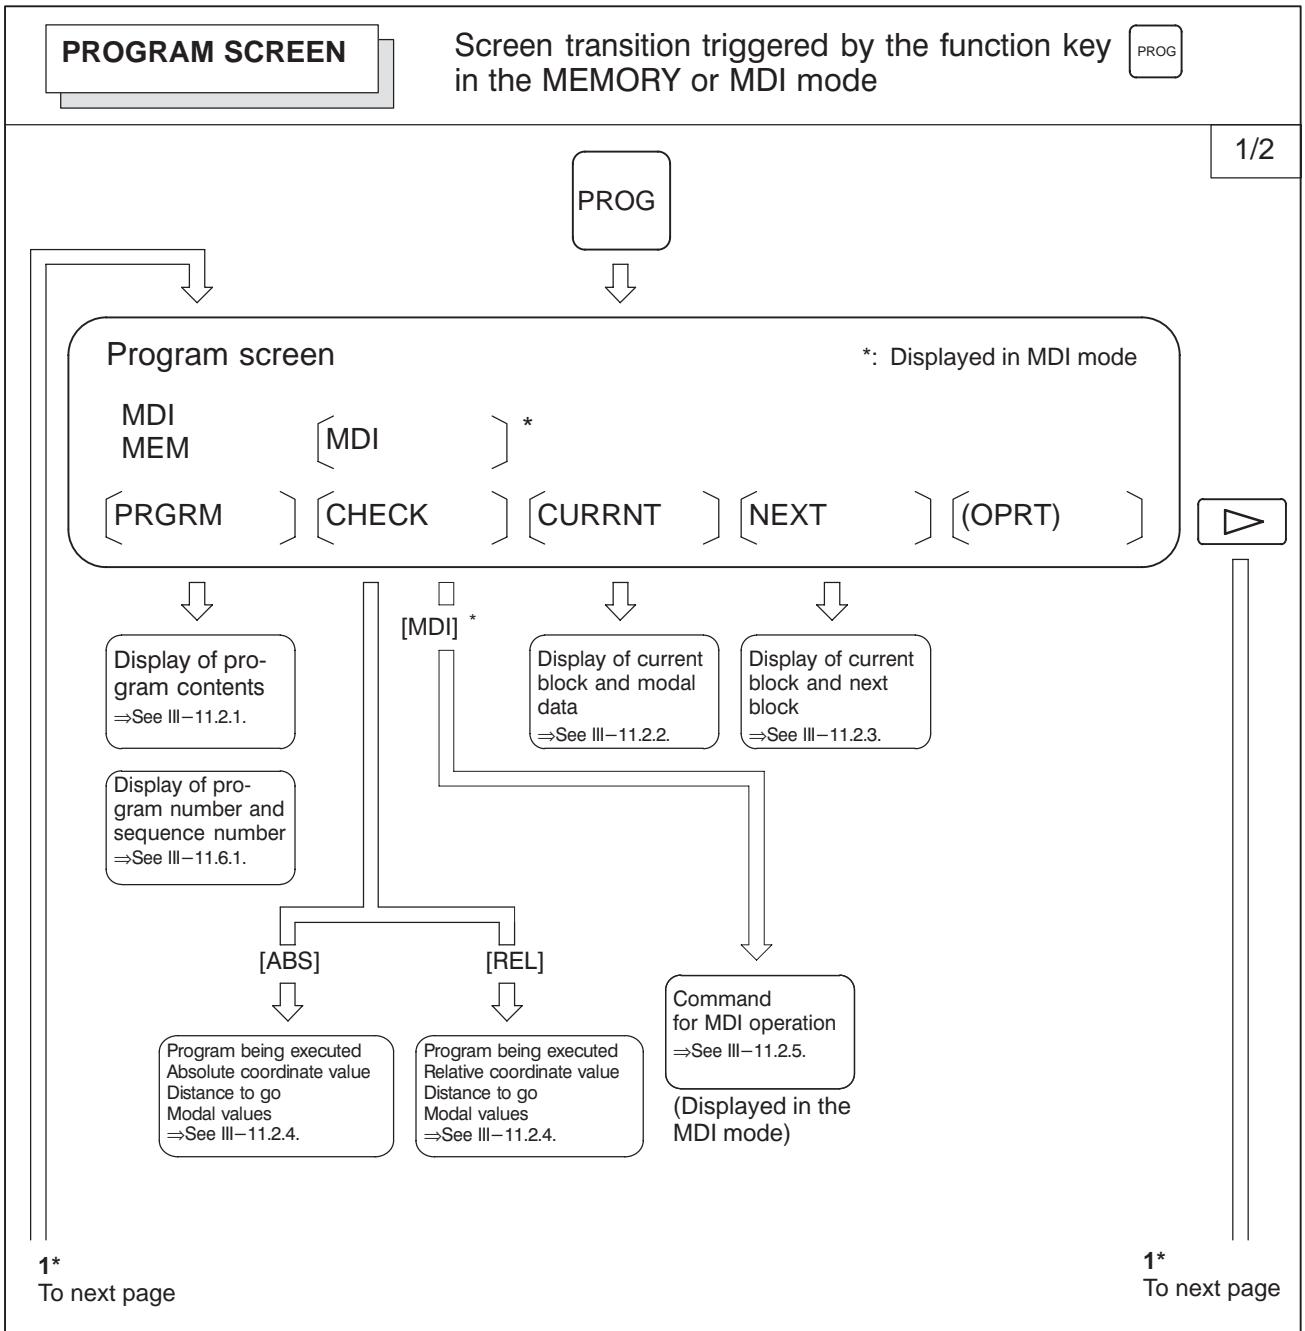 PROGRAM SCREEN
Screen transition triggered by the function key PROG
in the MEMORY or MDI mode
1/2
PROG
Program screen
*: Displayed in MDI mode
MDI
MEM
MDI *
PRGRM CHECK CURRNT NEXT (OPRT)
[MDI] *
Display of pro-
gram contents
⇒See III–11.2.1.
Display of current
block and modal
data
⇒See III–11.2.2.
Display of current
block and next
block
⇒See III–11.2.3.
Display of pro-
gram number and
sequence number
⇒See III–11.6.1.
[ABS] [REL]
Program being executed
Absolute coordinate value
Distance to go
Modal values
⇒See III–11.2.4.
Program being executed
Relative coordinate value
Distance to go
Modal values
⇒See III–11.2.4.
Command
for MDI operation
⇒See III–11.2.5.
(Displayed in the
MDI mode)
1*
To next page
1*
To next page